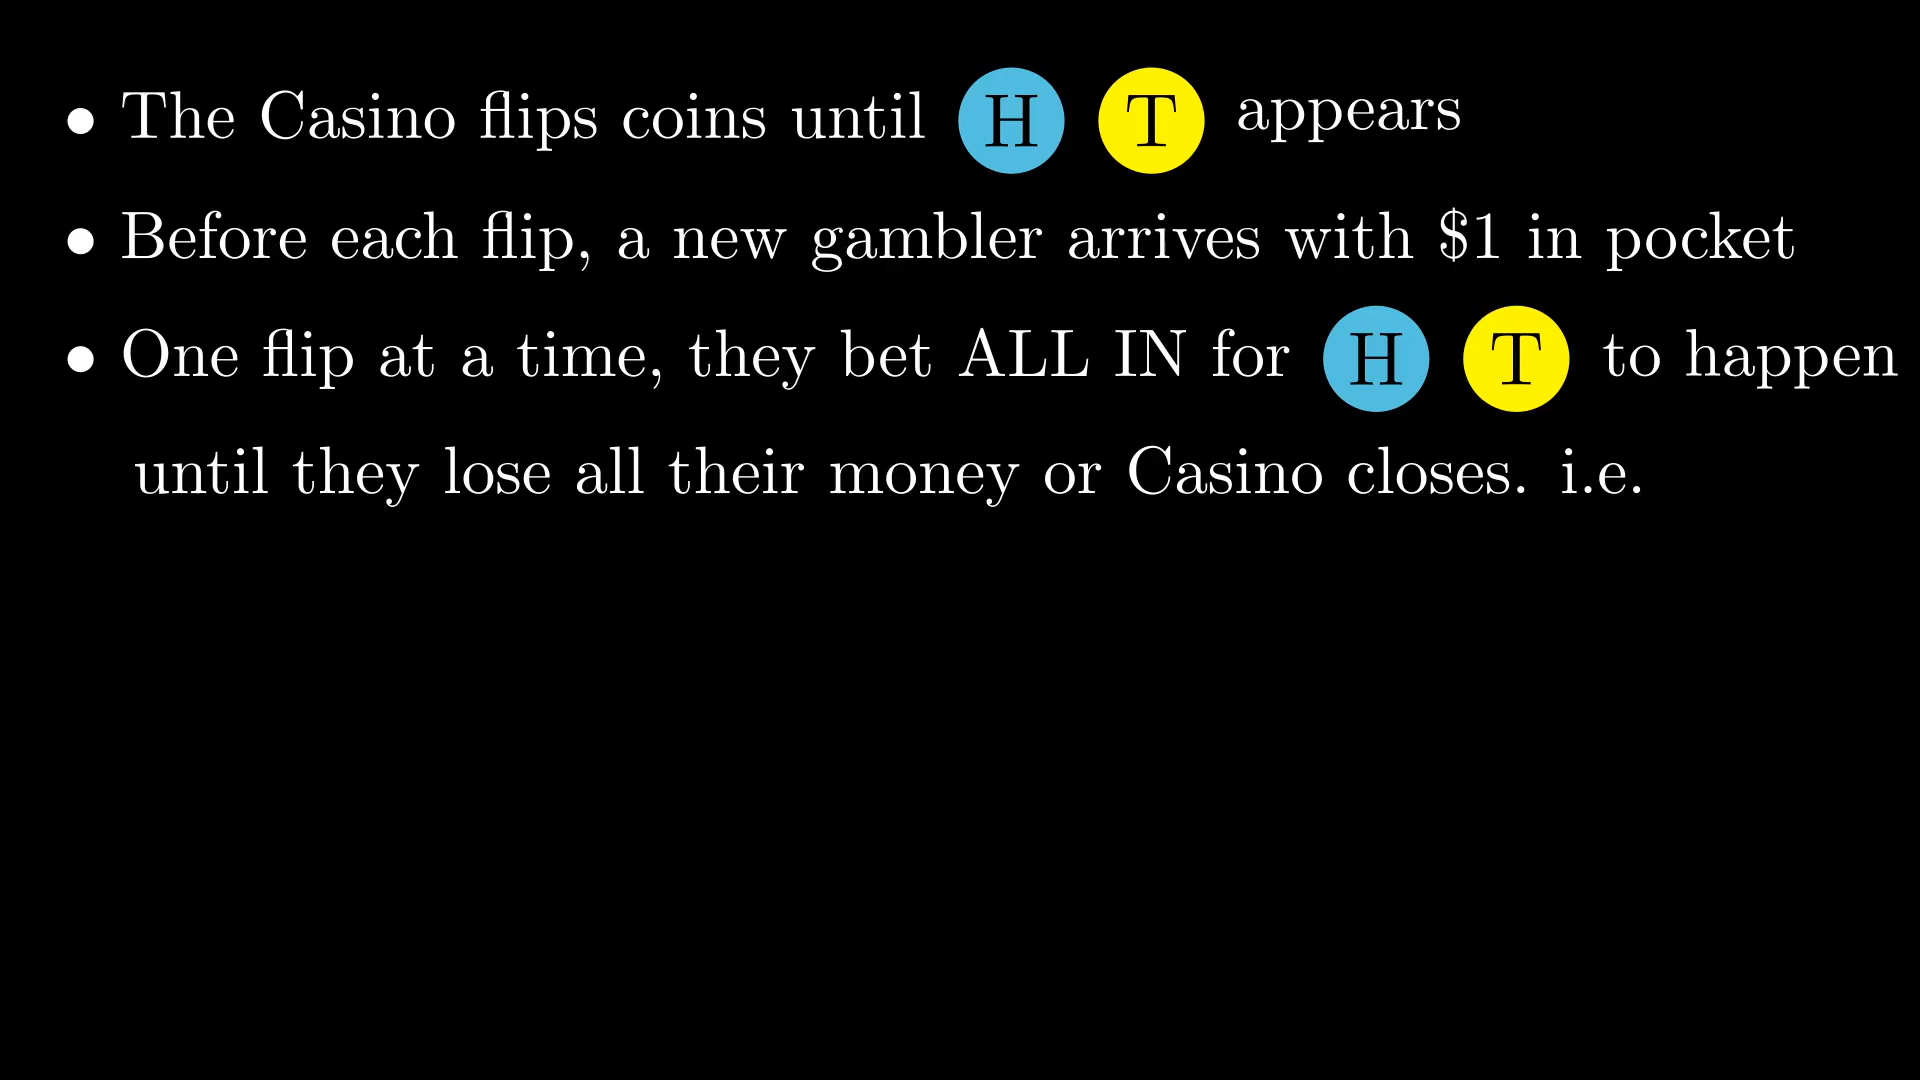 • The Casino flips coins until H T appears
• Before each flip, a new gambler arrives with $1 in pocket
• One flip at a time, they bet ALL IN for H T to happen
until they lose all their money or Casino closes. i.e.